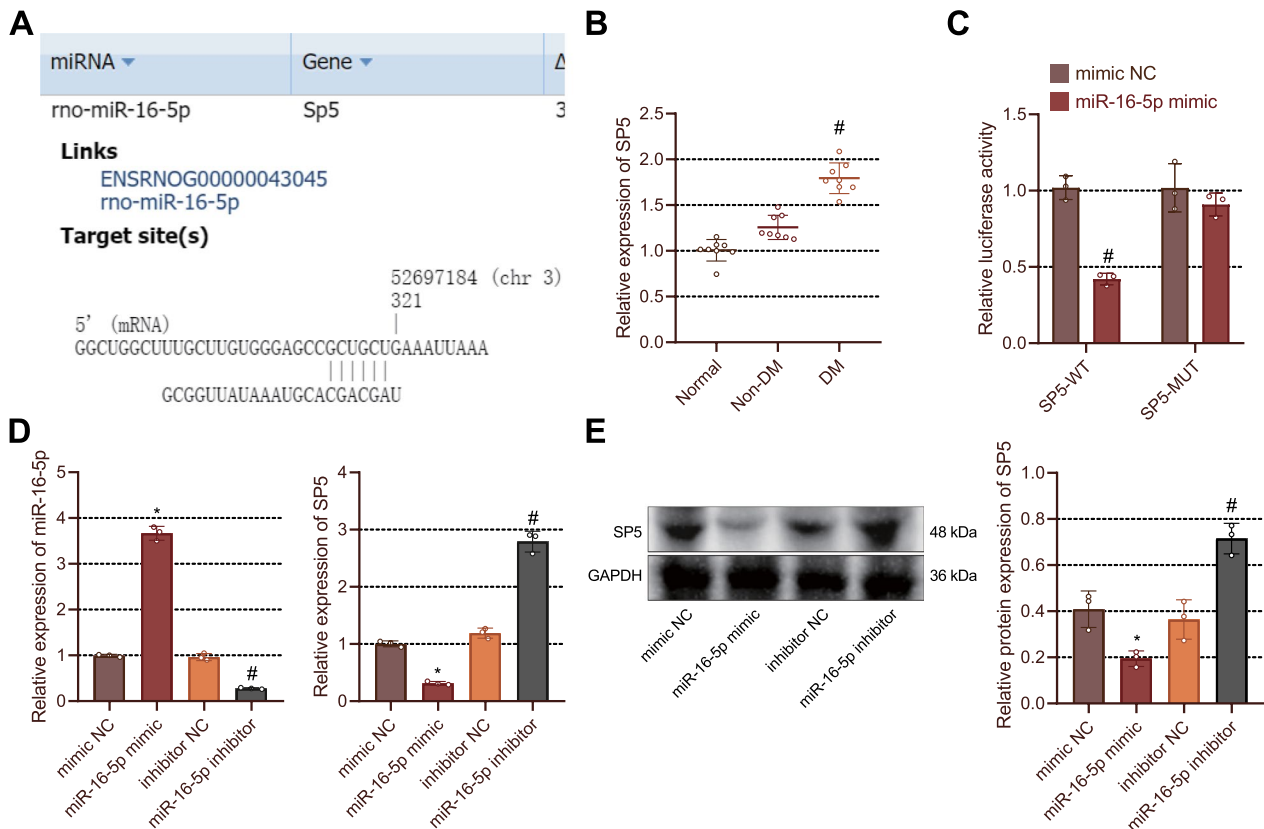 A
miRNA
Gene
Δ
rno-miR-16-5p
Sp5
3
Links
ENSRNOG00000043045
rno-miR-16-5p
Target site(s)
52697184 (chr 3)
321
5' (mRNA)
GGCUGGCUUUGCUUGUGGGAGCCGCUGCUGAAAUUAAA
GCGGUUAUAAAUGCACGACGAU
B
Relative expression of SP5
2.5
2.0
1.5
1.0
0.5
0.0
#
Normal
Non-DM
DM
C
mimic NC
miR-16-5p mimic
Relative luciferase activity
1.5
1.0
0.5
0.0
#
SP5-WT
SP5-MUT
D
Relative expression of miR-16-5p
5
4
3
2
1
0
*
#
mimic NC
miR-16-5p mimic
inhibitor NC
miR-16-5p inhibitor
Relative expression of SP5
4
3
2
1
0
*
#
mimic NC
miR-16-5p mimic
inhibitor NC
miR-16-5p inhibitor
E
SP5
48 kDa
GAPDH
36 kDa
mimic NC
miR-16-5p mimic
inhibitor NC
miR-16-5p inhibitor
Relative protein expression of SP5
1.0
0.8
0.6
0.4
0.2
0.0
*
#
mimic NC
miR-16-5p mimic
inhibitor NC
miR-16-5p inhibitor